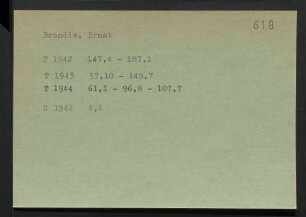 618
Brandis, Ernst
T 1942 147,4 - 187,1
T 1943 57,10 - 148,7
T 1944 61,1 - 96,8 - 107,7
S 1944 6,1